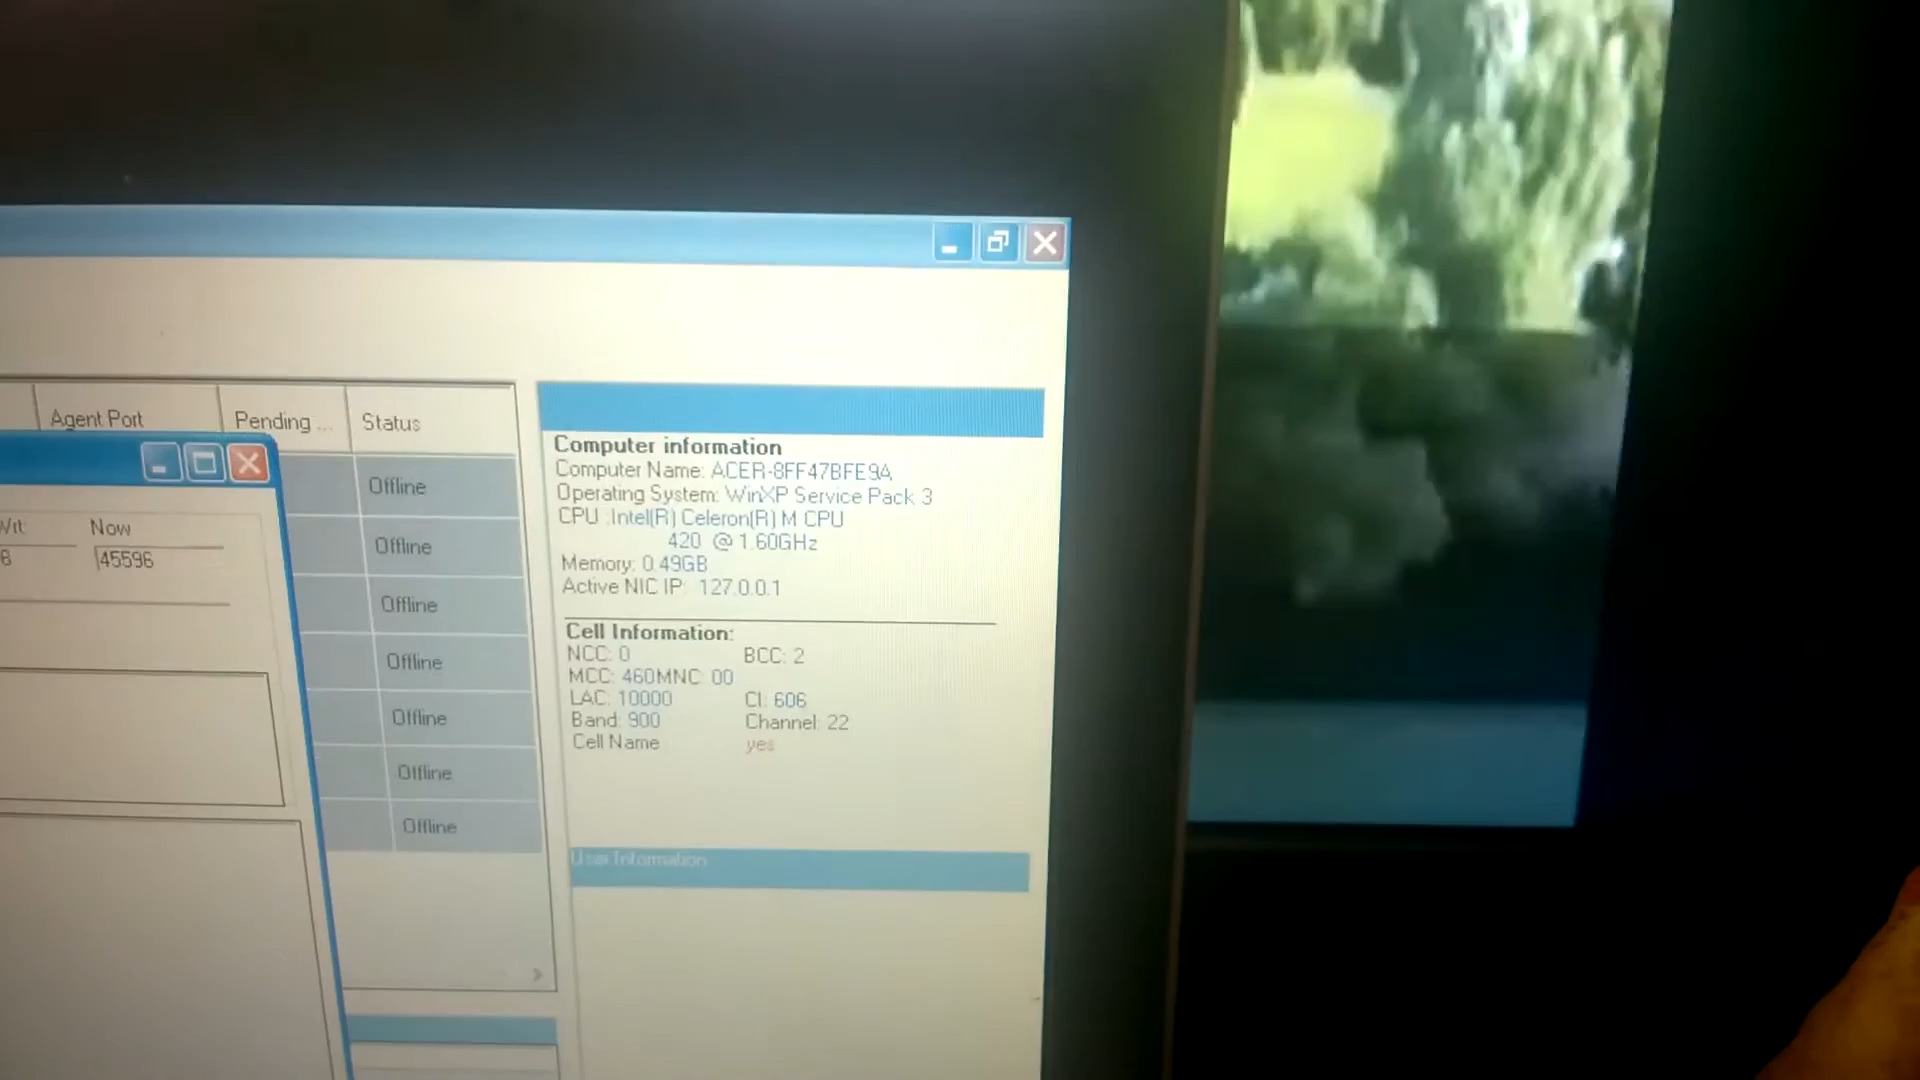 Agent Port Pending ... Status
Offline
Offline
Offline
Offline
Offline
Offline
Offline
Now
45596
Computer information
Computer Name: ACER-8FF47BFE9A
Operating System: WinXP Service Pack 3
CPU :Intel(R) Celeron(R) M CPU
420 @ 1.60GHz
Memory: 0.49GB
Active NIC IP: 127.0.0.1
Cell Information:
NCC: 0 BCC: 2
MCC: 460MNC: 00
LAC: 10000 CI: 606
Band: 900 Channel: 22
Cell Name yes
User Information